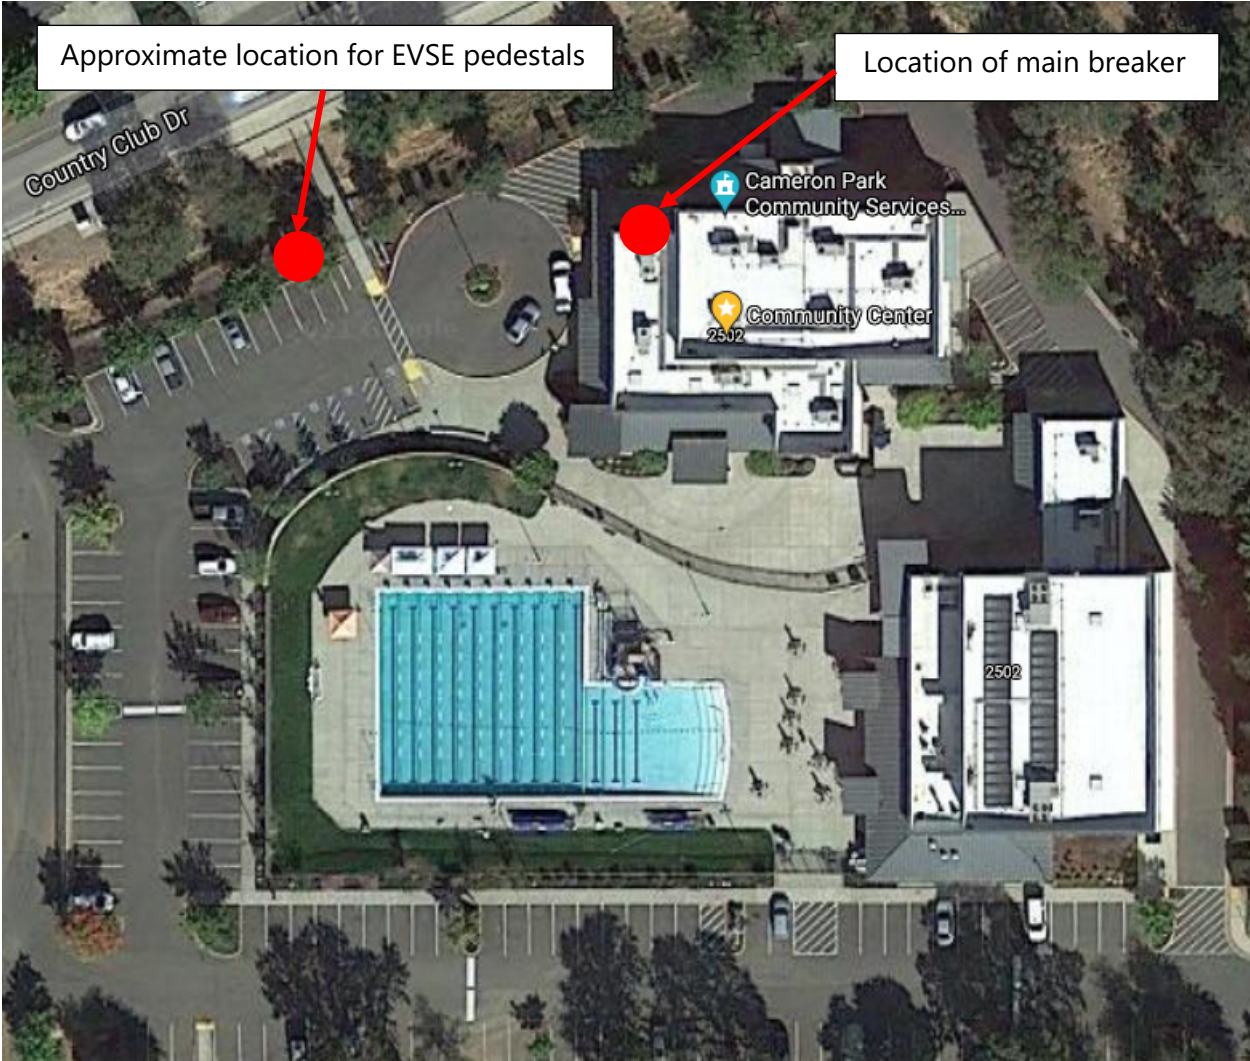 Approximate location for EVSE pedestals
Location of main breaker
Country Club Dr
Cameron Park
Community Services...
Community Center
2502
2502